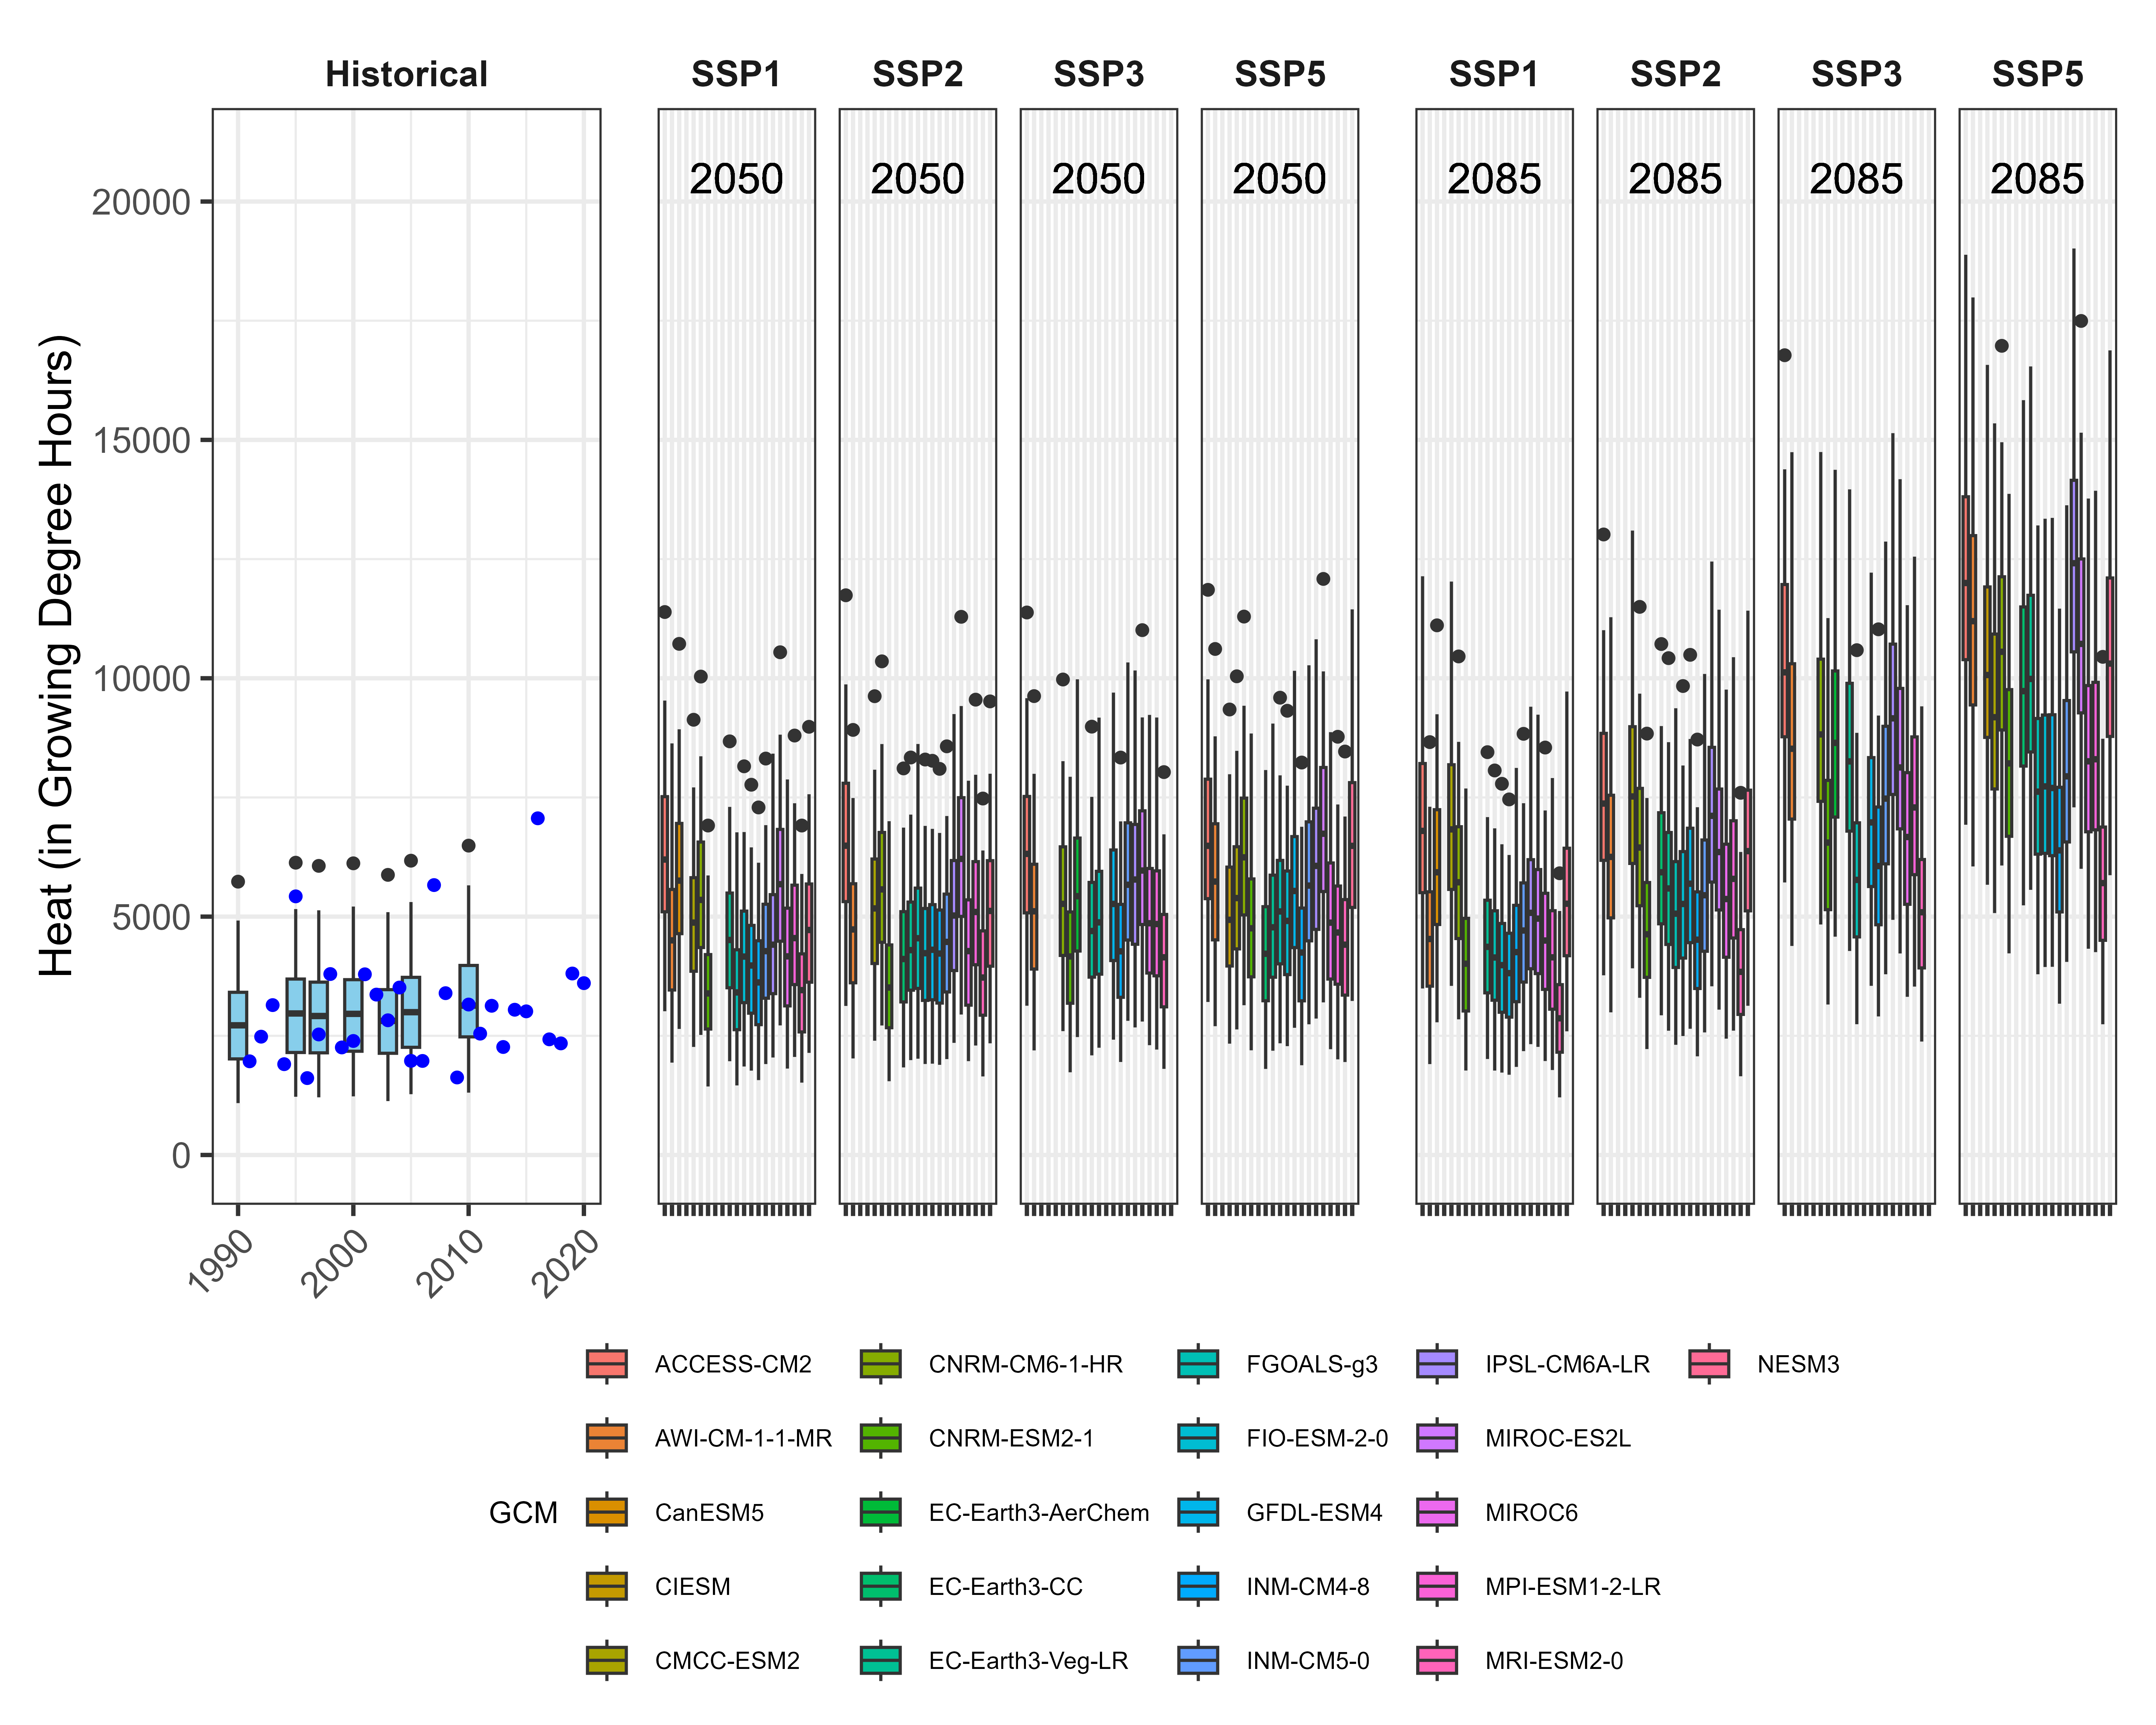 Historical SSP1 SSP2 SSP3 SSP5 SSP1 SSP2 SSP3 SSP5
2050 2050 2050 2050 2085 2085 2085 2085
Heat (in Growing Degree Hours)
20000
15000
10000
5000
0
1990 2000 2010 2020
GCM
ACCESS-CM2 CNRM-CM6-1-HR FGOALS-g3 IPSL-CM6A-LR NESM3
AWI-CM-1-1-MR CNRM-ESM2-1 FIO-ESM-2-0 MIROC-ES2L
CanESM5 EC-Earth3-AerChem GFDL-ESM4 MIROC6
CIESM EC-Earth3-CC INM-CM4-8 MPI-ESM1-2-LR
CMCC-ESM2 EC-Earth3-Veg-LR INM-CM5-0 MRI-ESM2-0